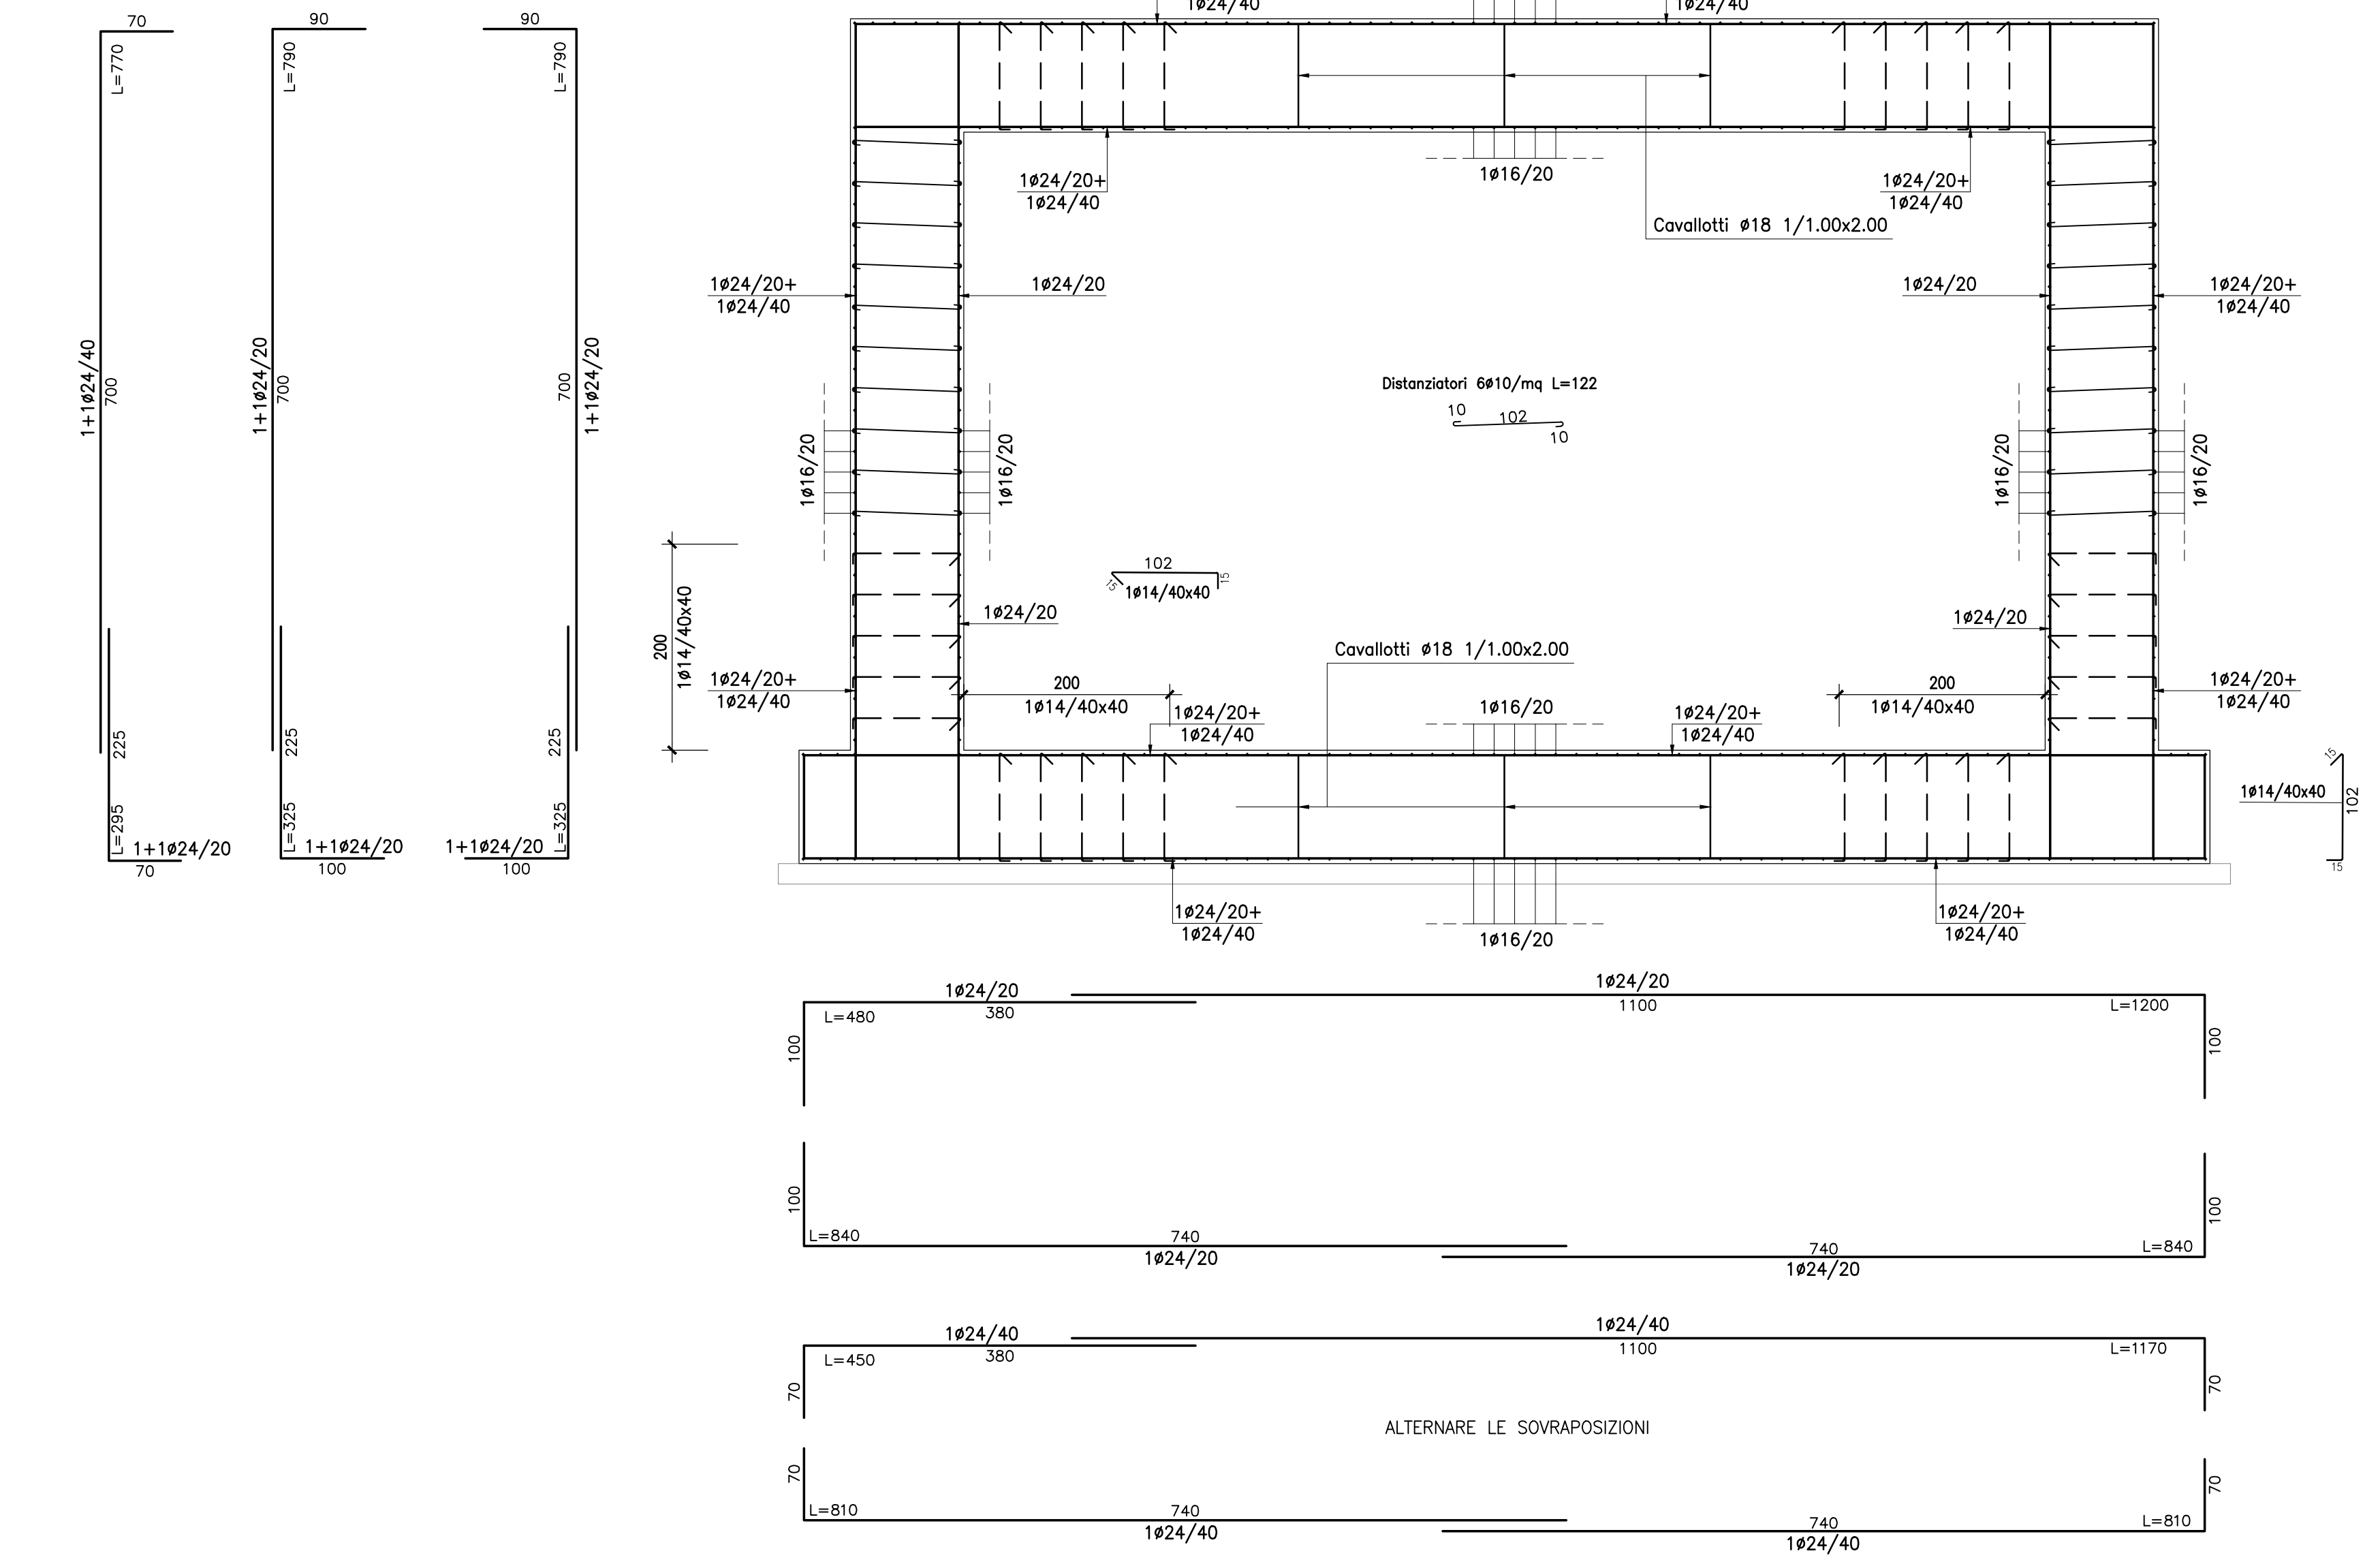 70
L=770
1+1ø24/40
700
225
L=295
1+1ø24/20
70
90
L=790
1+1ø24/20
700
225
L=325
1+1ø24/20
100
90
L=790
700
1+1ø24/20
225
L=325
1+1ø24/20
100
1ø24/40
1ø24/40
1ø24/20+
1ø24/40
1ø16/20
1ø24/20+
1ø24/40
Cavallotti ø18 1/1.00x2.00
1ø24/20+
1ø24/40
1ø24/20
1ø24/20
1ø24/20+
1ø24/40
Distanziatori 6ø10/mq L=122
10
102
10
1ø16/20
1ø16/20
1ø16/20
1ø16/20
200
1ø14/40x40
102
15
15
1ø14/40x40
1ø24/20
1ø24/20
Cavallotti ø18 1/1.00x2.00
1ø24/20+
1ø24/40
200
1ø14/40x40
1ø24/20+
1ø24/40
1ø16/20
1ø24/20+
1ø24/40
200
1ø14/40x40
1ø24/20+
1ø24/40
15
1ø14/40x40
102
15
1ø24/20+
1ø24/40
1ø16/20
1ø24/20+
1ø24/40
1ø24/20
L=480
380
100
1ø24/20
1100
L=1200
100
100
L=840
740
1ø24/20
740
1ø24/20
L=840
100
1ø24/40
L=450
380
70
1ø24/40
1100
L=1170
70
ALTERNARE LE SOVRAPOSIZIONI
70
L=810
740
1ø24/40
740
1ø24/40
L=810
70